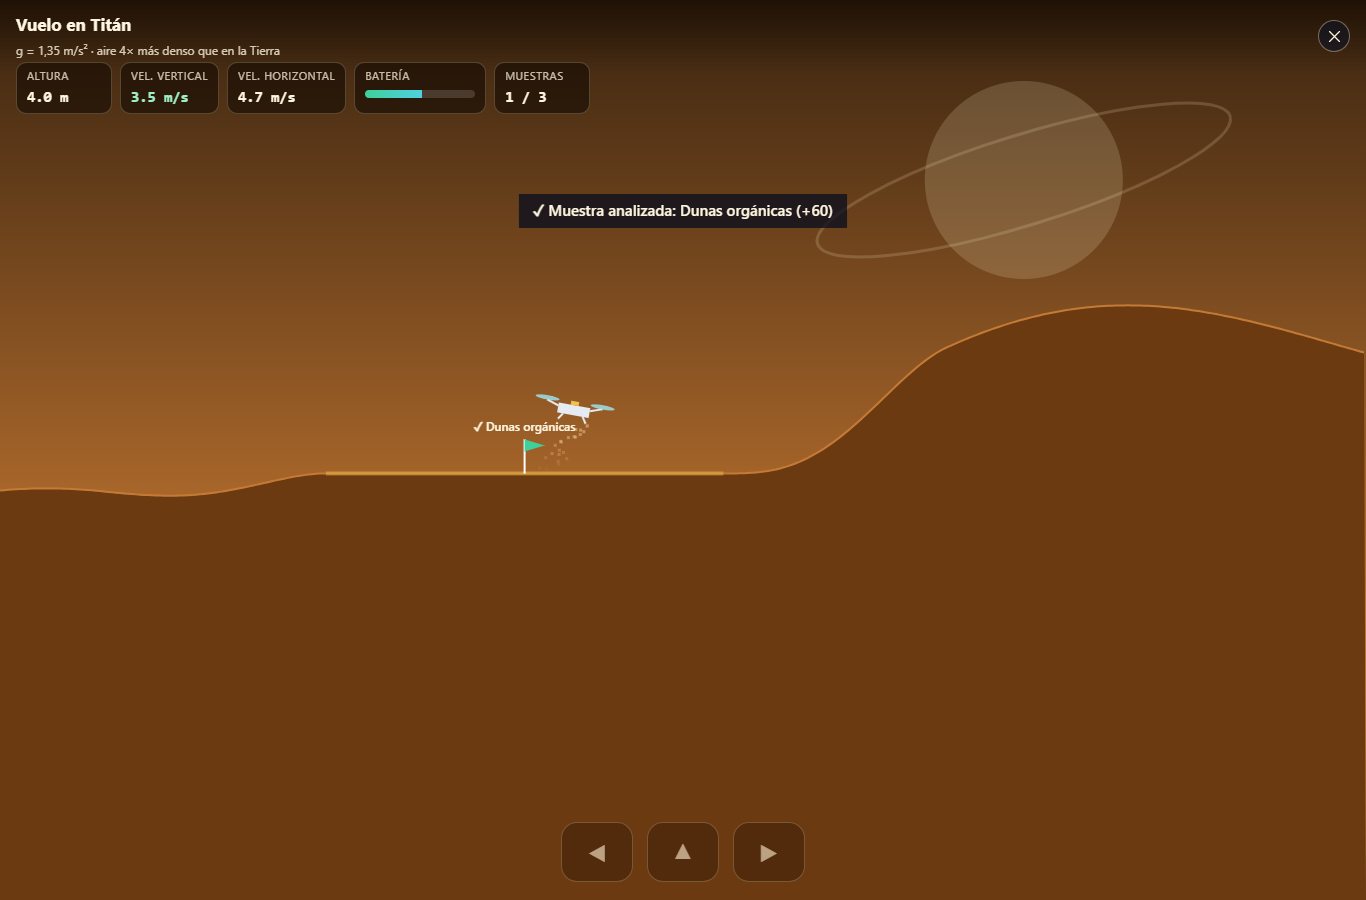 Vuelo en Titán
g = 1,35 m/s² · aire 4× más denso que en la Tierra
ALTURA
4.0 m
VEL. VERTICAL
3.5 m/s
VEL. HORIZONTAL
4.7 m/s
BATERÍA
MUESTRAS
1 / 3
✓ Muestra analizada: Dunas orgánicas (+60)
✓ Dunas orgánicas